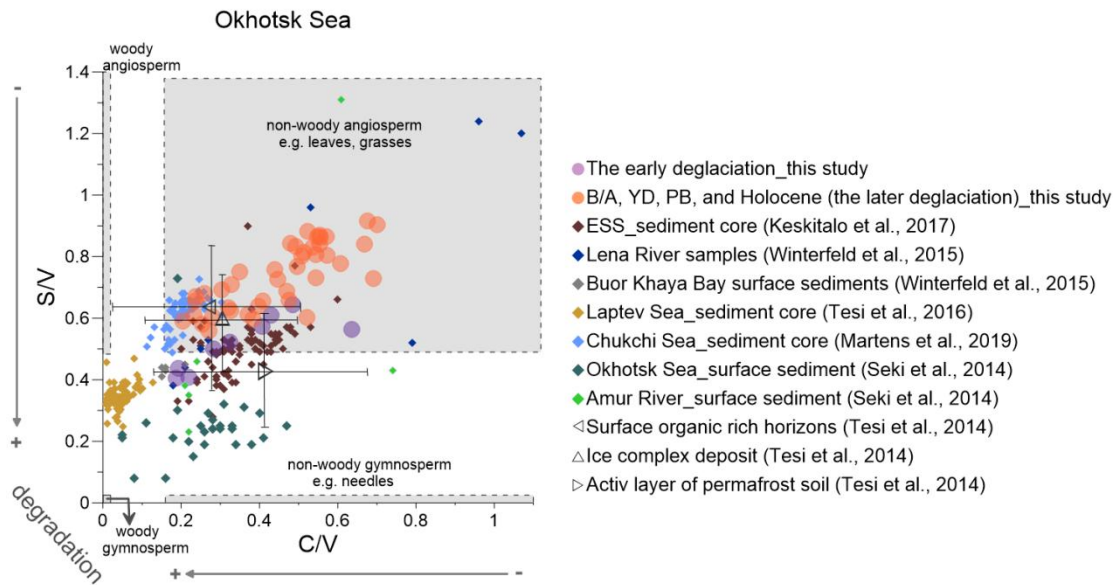 Okhotsk Sea
woody
angiosperm
1.4
1.2
1
0.8
0.6
0.4
0.2
0
S/V
-
+
non-woody angiosperm
e.g. leaves, grasses
non-woody gymnosperm
e.g. needles
0
0.2
0.4
0.6
0.8
1
woody
gymnosperm
C/V
degradation
+
-
The early deglaciation_this study
B/A, YD, PB, and Holocene (the later deglaciation)_this study
ESS_sediment core (Keskitalo et al., 2017)
Lena River samples (Winterfeld et al., 2015)
Buor Khaya Bay surface sediments (Winterfeld et al., 2015)
Laptev Sea_sediment core (Tesi et al., 2016)
Chukchi Sea_sediment core (Martens et al., 2019)
Okhotsk Sea_surface sediment (Seki et al., 2014)
Amur River_surface sediment (Seki et al., 2014)
Surface organic rich horizons (Tesi et al., 2014)
Ice complex deposit (Tesi et al., 2014)
Activ layer of permafrost soil (Tesi et al., 2014)